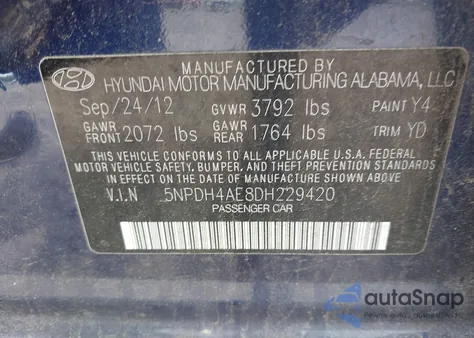 MANUFACTURED BY
HYUNDAI MOTOR MANUFACTURING ALABAMA, LLC
Sep/24/12 GVWR 3792 lbs PAINT Y4
GAWR FRONT 2072 lbs GAWR REAR 1764 lbs TRIM YD
THIS VEHICLE CONFORMS TO ALL APPLICABLE U.S.A. FEDERAL
MOTOR VEHICLE SAFETY, BUMPER, AND THEFT PREVENTION
STANDARDS IN EFFECT ON THE DATE OF MANUFACTURE SHOWN ABOVE.
V.I.N 5NPDH4AE8DH229420
PASSENGER CAR
autoSnap